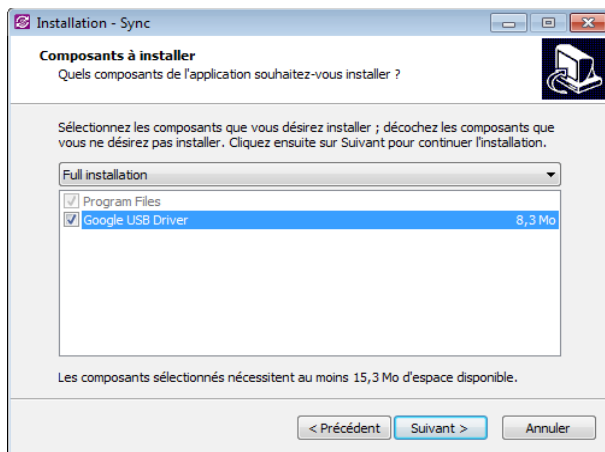 Installation - Sync
Composants à installer
Quels composants de l'application souhaitez-vous installer ?
Sélectionnez les composants que vous désirez installer ; décochez les composants que
vous ne désirez pas installer. Cliquez ensuite sur Suivant pour continuer l'installation.
Full installation
Program Files
Google USB Driver 8,3 Mo
Les composants sélectionnés nécessitent au moins 15,3 Mo d'espace disponible.
< Précédent Suivant > Annuler